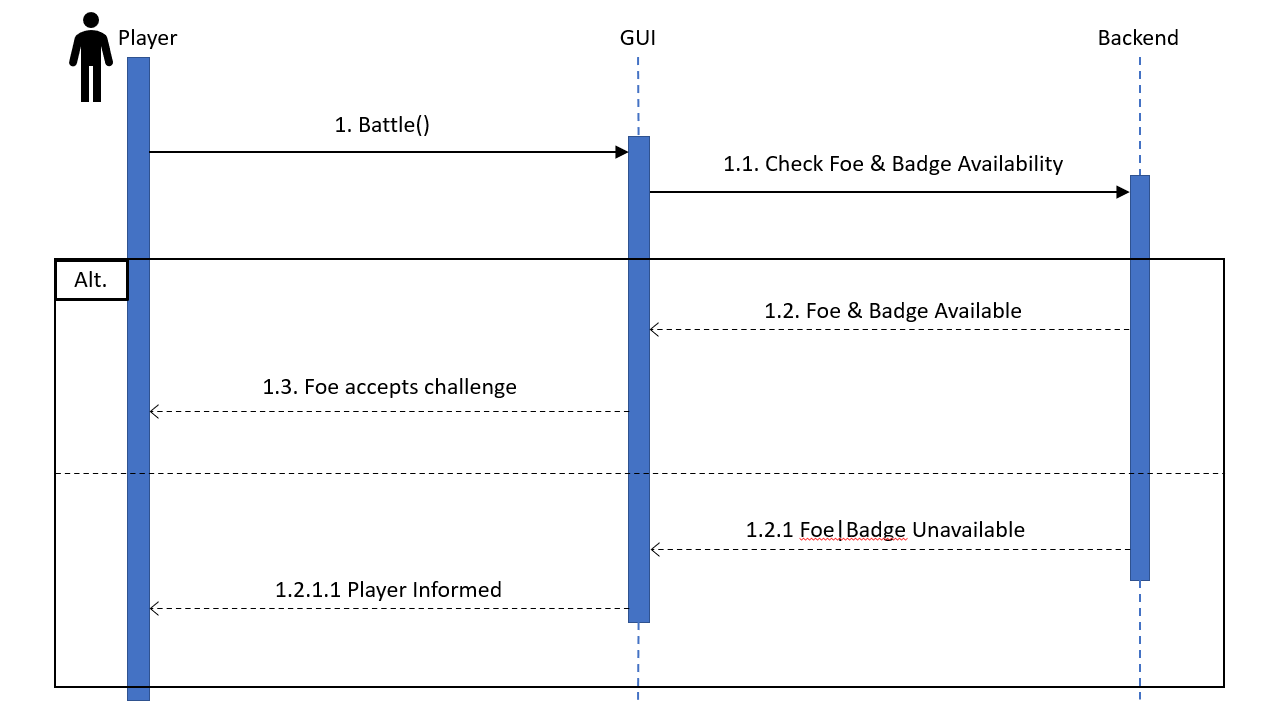 Player
GUI
Backend
1. Battle()
1.1. Check Foe & Badge Availability
Alt.
1.2. Foe & Badge Available
1.3. Foe accepts challenge
1.2.1 Foe|Badge Unavailable
1.2.1.1 Player Informed